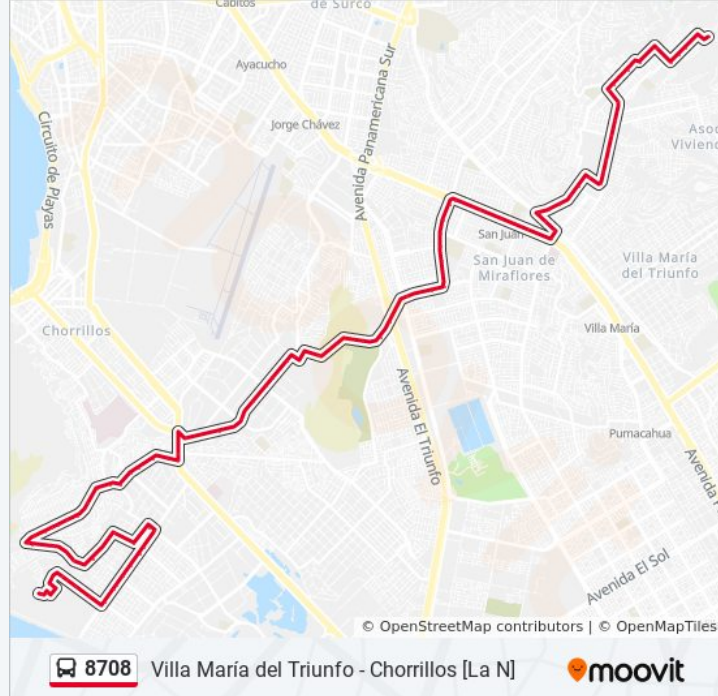 Cabitos
de Surco
Ayacucho
Jorge Chávez
Avenida Panamericana Sur
Circuito de Playas
Asoc
Viviend
San Juan
San Juan de
Miraflores
Villa María
del Triunfo
Chorrillos
Villa María
Avenida El Triunfo
Pumacahua
Avenida P
Avenida El Sol
© OpenStreetMap contributors | © OpenMapTiles
8708 Villa María del Triunfo - Chorrillos [La N] moovit